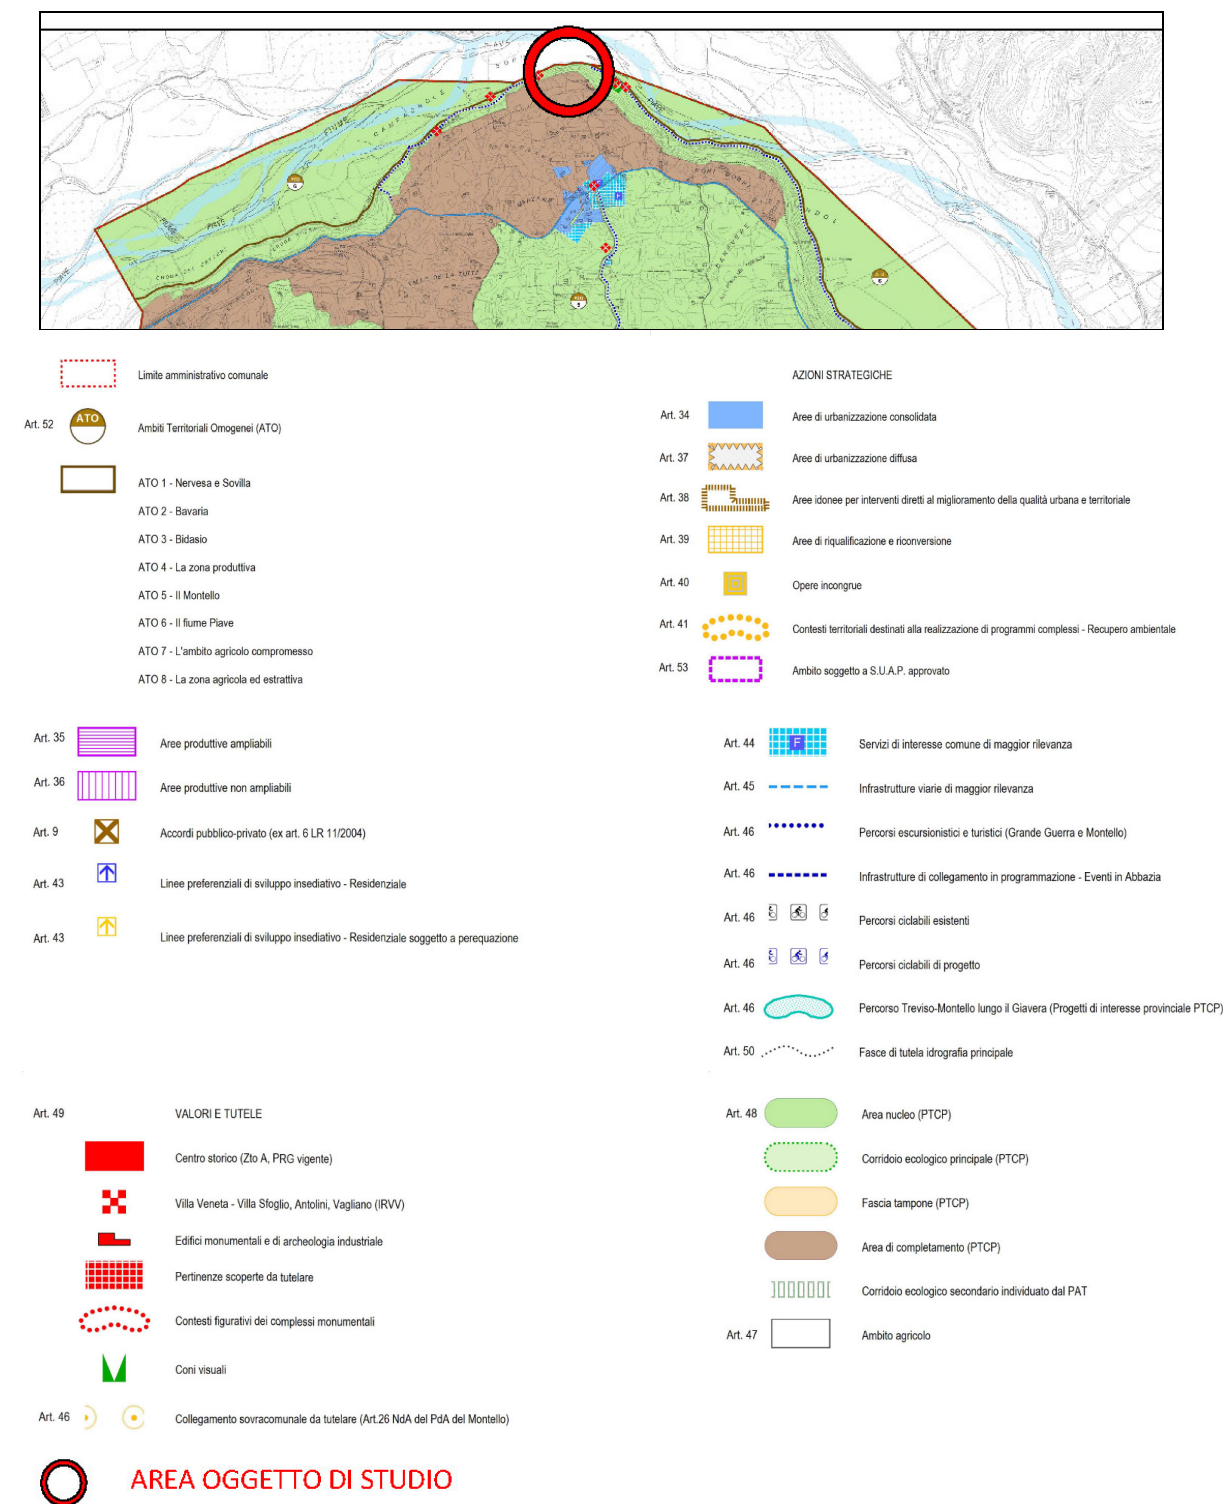 Limite amministrativo comunale
Art. 52
ATO
Ambiti Territoriali Omogenei (ATO)
ATO 1 - Nervesa e Sovilla
ATO 2 - Bavaria
ATO 3 - Bidasio
ATO 4 - La zona produttiva
ATO 5 - Il Montello
ATO 6 - Il fiume Piave
ATO 7 - L'ambito agricolo compromesso
ATO 8 - La zona agricola ed estrattiva
AZIONI STRATEGICHE
Art. 34 Aree di urbanizzazione consolidata
Art. 37 Aree di urbanizzazione diffusa
Art. 38 Aree idonee per interventi diretti al miglioramento della qualità urbana e territoriale
Art. 39 Aree di riqualificazione e riconversione
Art. 40 Opere incongrue
Art. 41 Contesti territoriali destinati alla realizzazione di programmi complessi - Recupero ambientale
Art. 53 Ambito soggetto a S.U.A.P. approvato
Art. 35 Aree produttive ampliabili
Art. 36 Aree produttive non ampliabili
Art. 9 Accordi pubblico-privato (ex art. 6 LR 11/2004)
Art. 43 Linee preferenziali di sviluppo insediativo - Residenziale
Art. 43 Linee preferenziali di sviluppo insediativo - Residenziale soggetto a perequazione
Art. 44 F Servizi di interesse comune di maggior rilevanza
Art. 45 Infrastrutture viarie di maggior rilevanza
Art. 46 Percorsi escursionistici e turistici (Grande Guerra e Montello)
Art. 46 Infrastrutture di collegamento in programmazione - Eventi in Abbazia
Art. 46 Percorsi ciclabili esistenti
Art. 46 Percorsi ciclabili di progetto
Art. 46 Percorso Treviso-Montello lungo il Giavera (Progetti di interesse provinciale PTCP)
Art. 50 Fasce di tutela idrografia principale
Art. 49 VALORI E TUTELE
Centro storico (Zto A, PRG vigente)
Villa Veneta - Villa Sfoglio, Antolini, Vagliano (IRVV)
Edifici monumentali e di archeologia industriale
Pertinenze scoperte da tutelare
Contesti figurativi dei complessi monumentali
Coni visuali
Art. 46 Collegamento sovracomunale da tutelare (Art.26 NdA del PdA del Montello)
Art. 48 Area nucleo (PTCP)
Corridoio ecologico principale (PTCP)
Fascia tampone (PTCP)
Area di completamento (PTCP)
Corridoio ecologico secondario individuato dal PAT
Art. 47 Ambito agricolo
AREA OGGETTO DI STUDIO